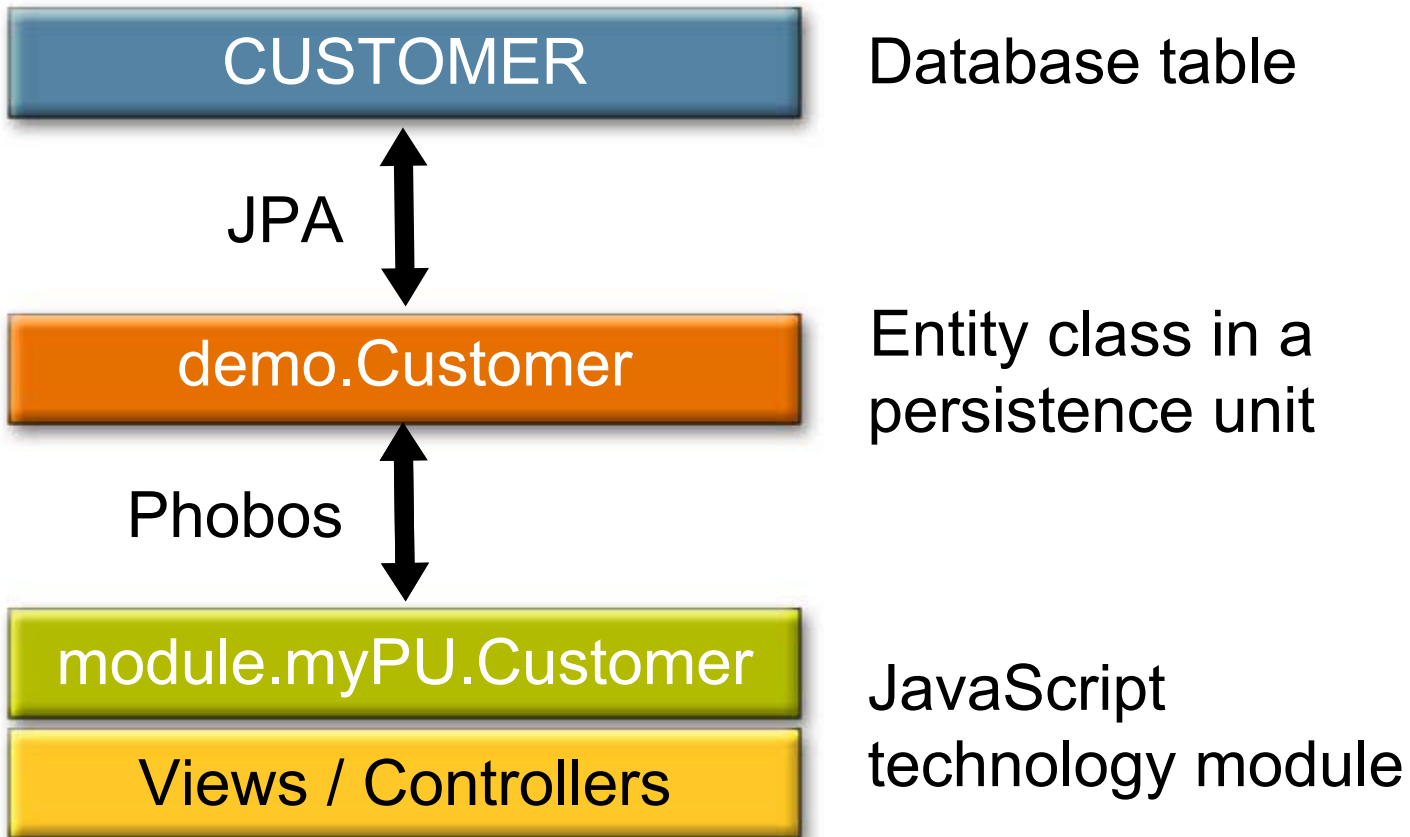 CUSTOMER
Database table
JPA
demo.Customer
Entity class in a
persistence unit
Phobos
module.myPU.Customer
JavaScript
technology module
Views / Controllers